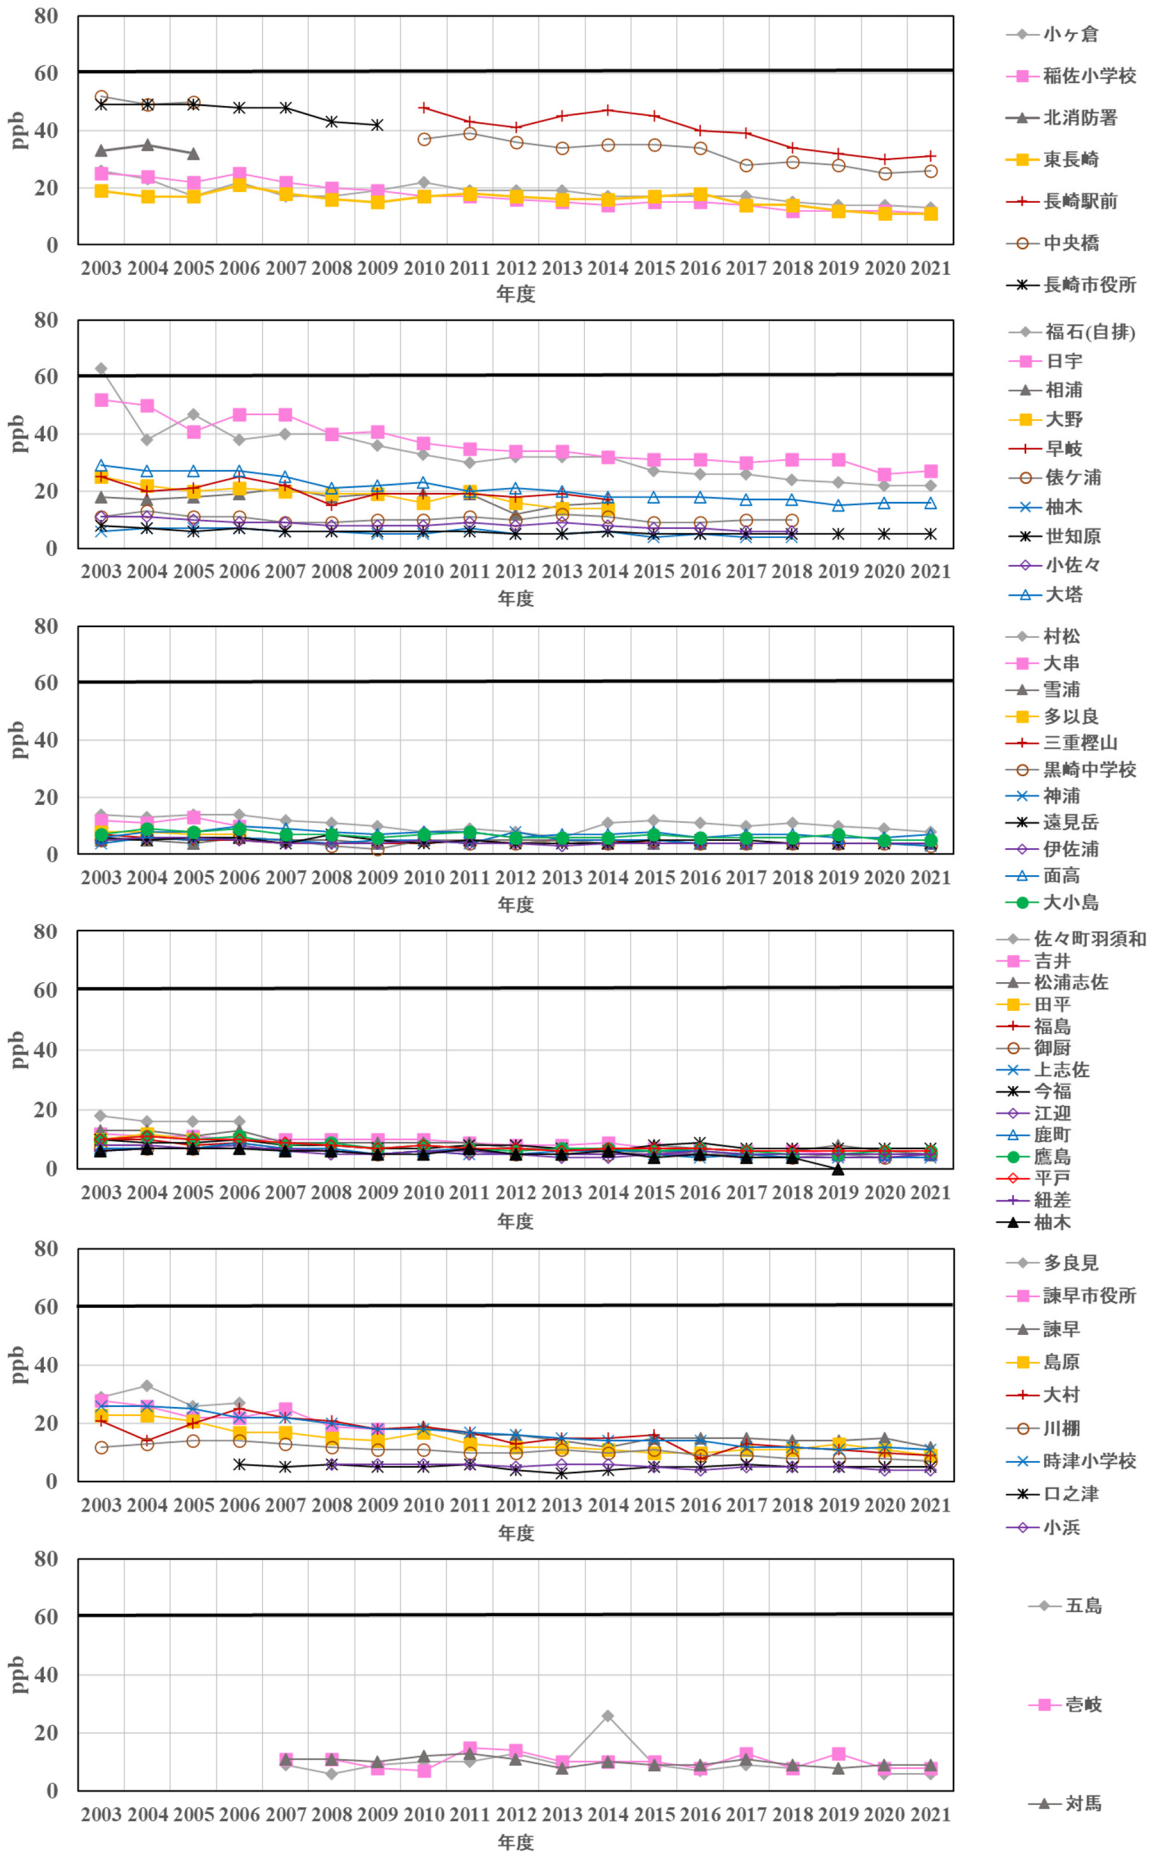 80
60
40
20
0
ppb
2003 2004 2005 2006 2007 2008 2009 2010 2011 2012 2013 2014 2015 2016 2017 2018 2019 2020 2021
年度
小ヶ倉
稲佐小学校
北消防署
東長崎
長崎駅前
中央橋
長崎市役所
80
60
40
20
0
ppb
2003 2004 2005 2006 2007 2008 2009 2010 2011 2012 2013 2014 2015 2016 2017 2018 2019 2020 2021
年度
福石(自排)
日宇
相浦
大野
早岐
俵ケ浦
柚木
世知原
小佐々
大塔
80
60
40
20
0
ppb
2003 2004 2005 2006 2007 2008 2009 2010 2011 2012 2013 2014 2015 2016 2017 2018 2019 2020 2021
年度
村松
大串
雪浦
多以良
三重樫山
黒崎中学校
神浦
遠見岳
伊佐浦
面高
大小島
80
60
40
20
0
ppb
2003 2004 2005 2006 2007 2008 2009 2010 2011 2012 2013 2014 2015 2016 2017 2018 2019 2020 2021
年度
佐々町羽須和
吉井
松浦志佐
田平
福島
御厨
上志佐
今福
江迎
鹿町
鷹島
平戸
紐差
柚木
80
60
40
20
0
ppb
2003 2004 2005 2006 2007 2008 2009 2010 2011 2012 2013 2014 2015 2016 2017 2018 2019 2020 2021
年度
多良見
諫早市役所
諫早
島原
大村
川棚
時津小学校
口之津
小浜
80
60
40
20
0
ppb
2003 2004 2005 2006 2007 2008 2009 2010 2011 2012 2013 2014 2015 2016 2017 2018 2019 2020 2021
年度
五島
壱岐
対馬